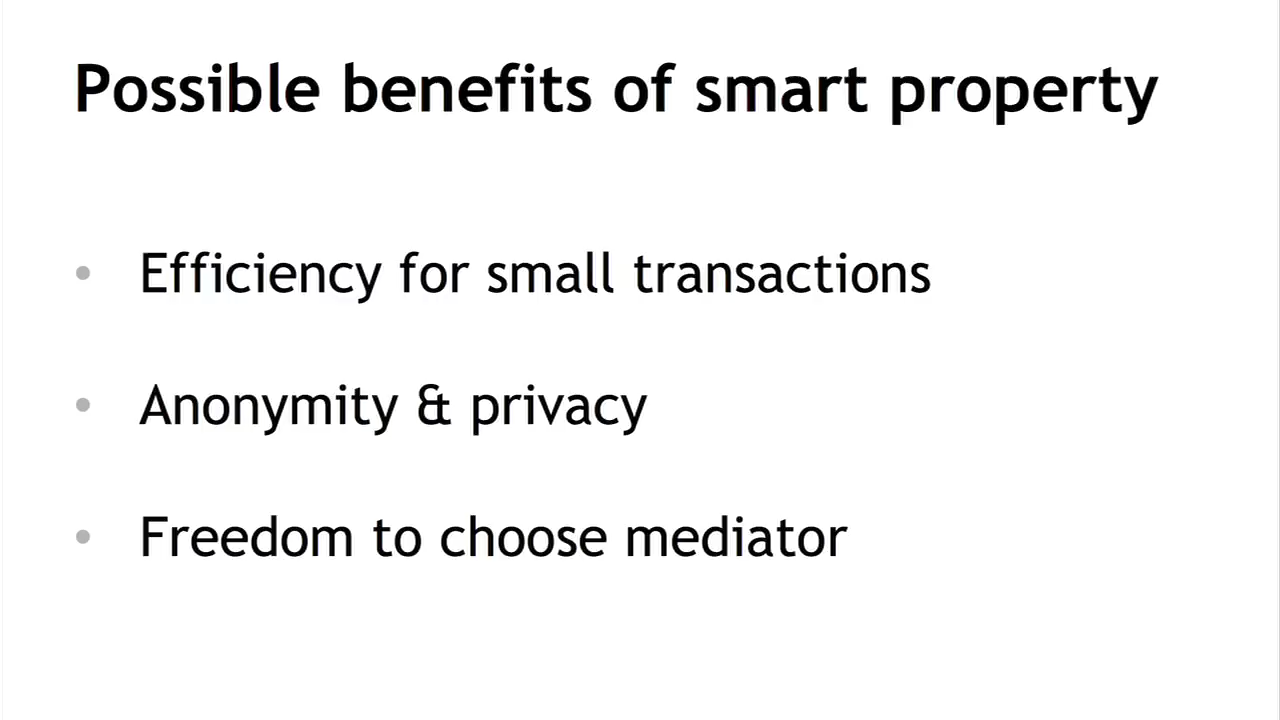 Possible benefits of smart property
• Efficiency for small transactions
• Anonymity & privacy
• Freedom to choose mediator